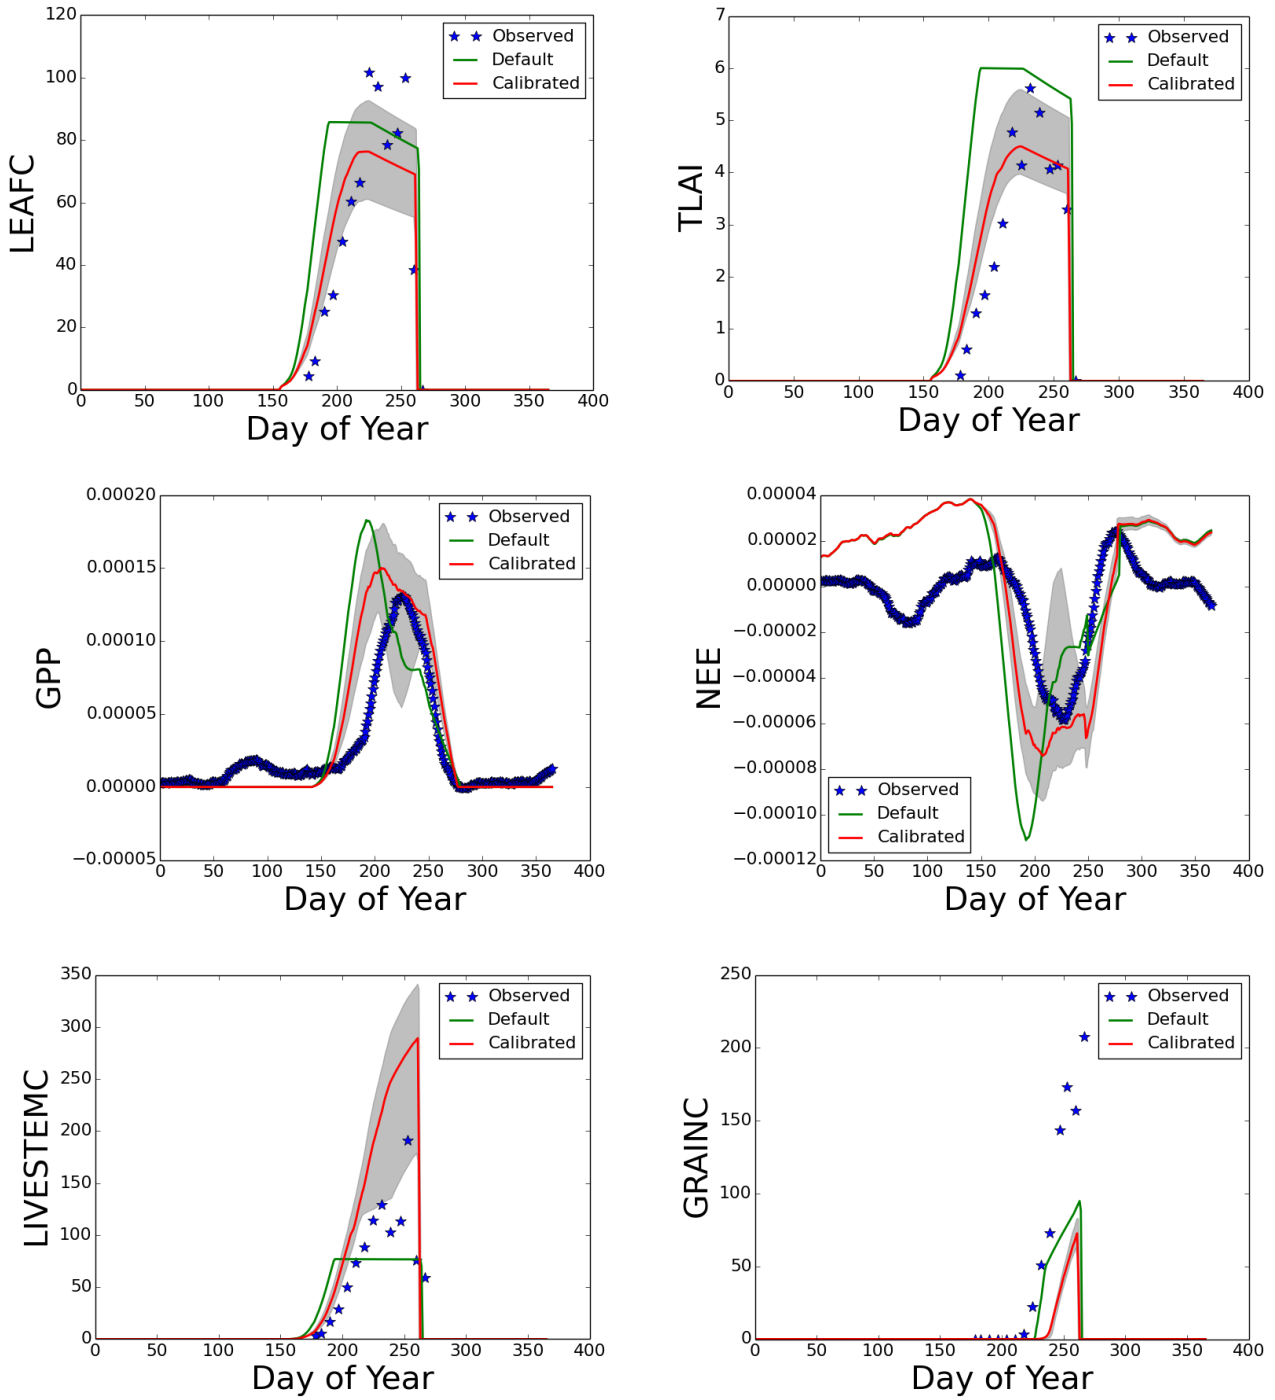 120
100
80
60
40
20
0
0 50 100 150 200 250 300 350 400
LEAFC
Day of Year
Observed
Default
Calibrated
7
6
5
4
3
2
1
0
0 50 100 150 200 250 300 350 400
TLAI
Day of Year
Observed
Default
Calibrated
0.00020
0.00015
0.00010
0.00005
0.00000
−0.00005
0 50 100 150 200 250 300 350 400
GPP
Day of Year
Observed
Default
Calibrated
0.00004
0.00002
0.00000
−0.00002
−0.00004
−0.00006
−0.00008
−0.00010
−0.00012
0 50 100 150 200 250 300 350 400
NEE
Day of Year
Observed
Default
Calibrated
350
300
250
200
150
100
50
0
0 50 100 150 200 250 300 350 400
LIVESTEMC
Day of Year
Observed
Default
Calibrated
250
200
150
100
50
0
0 50 100 150 200 250 300 350 400
GRAINC
Day of Year
Observed
Default
Calibrated